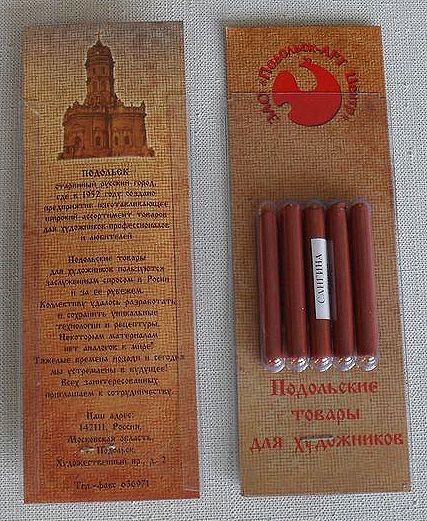 ПОДОЛЬСК
старинный русский город,
где в 1952 году создано
предприятие изготавливающее
широкий ассортимент товаров
для художников-профессионалов
и любителей
Подольские товары
для художников пользуются
заслуженным спросом в России
и за ее рубежем.
Коллективу удалось разработать
и сохранить уникальные
технологии и рецептуры.
Некоторым материалам
нет аналогов в мире!
Тяжелые времена позади и сегодня
мы устремлены в будущее!
Всех заинтересованных
приглашаем к сотрудничеству.
Наш адрес:
142111, Россия,
Московская область,
г. Подольск,
Художественный пр., д. 2
Тел.-факс 636971
ЗАО "Подольск-АРТ Центр"
САНГИНА
Подольские
товары
для художников